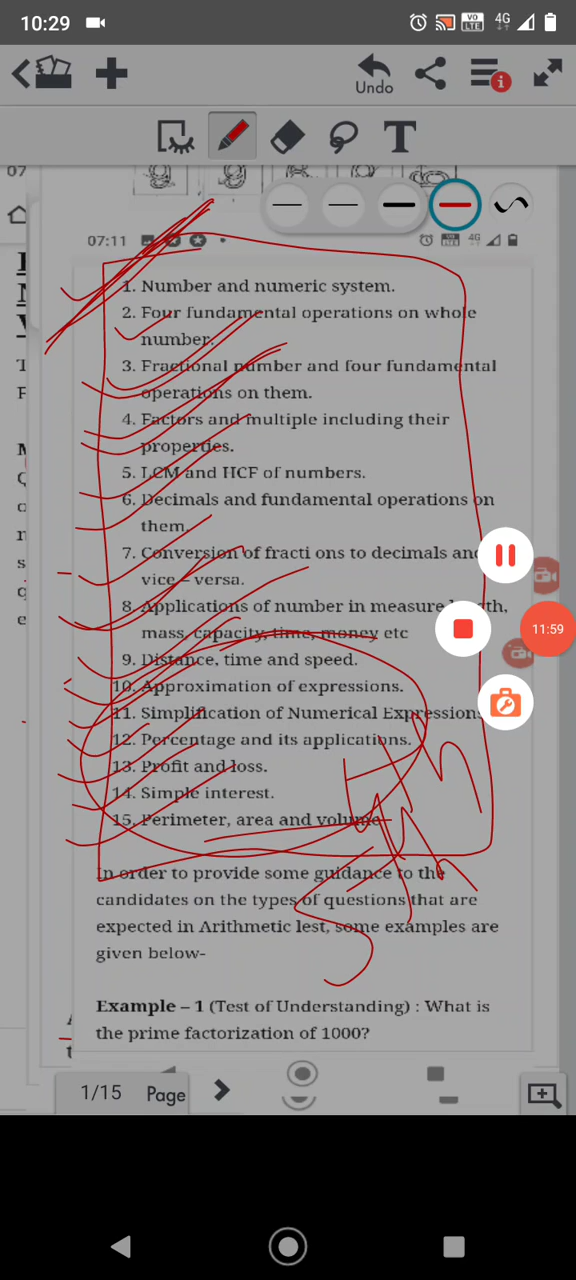 10:29 VO LTE 4G
Undo
i
T
07
07:11 4G
1. Number and numeric system.
2. Four fundamental operations on whole
number.
3. Fractional number and four fundamental
operations on them.
4. Factors and multiple including their
properties.
5. LCM and HCF of numbers.
6. Decimals and fundamental operations on
them.
7. Conversion of fracti ons to decimals and
vice – versa.
8. Applications of number in measure length,
mass, capacity, time, money etc
11:59
9. Distance, time and speed.
10. Approximation of expressions.
11. Simplification of Numerical Expressions
12. Percentage and its applications.
13. Profit and loss.
14. Simple interest.
15. Perimeter, area and volume
In order to provide some guidance to the
candidates on the types of questions that are
expected in Arithmetic lest, some examples are
given below-
Example – 1 (Test of Understanding) : What is
the prime factorization of 1000?
1/15 Page